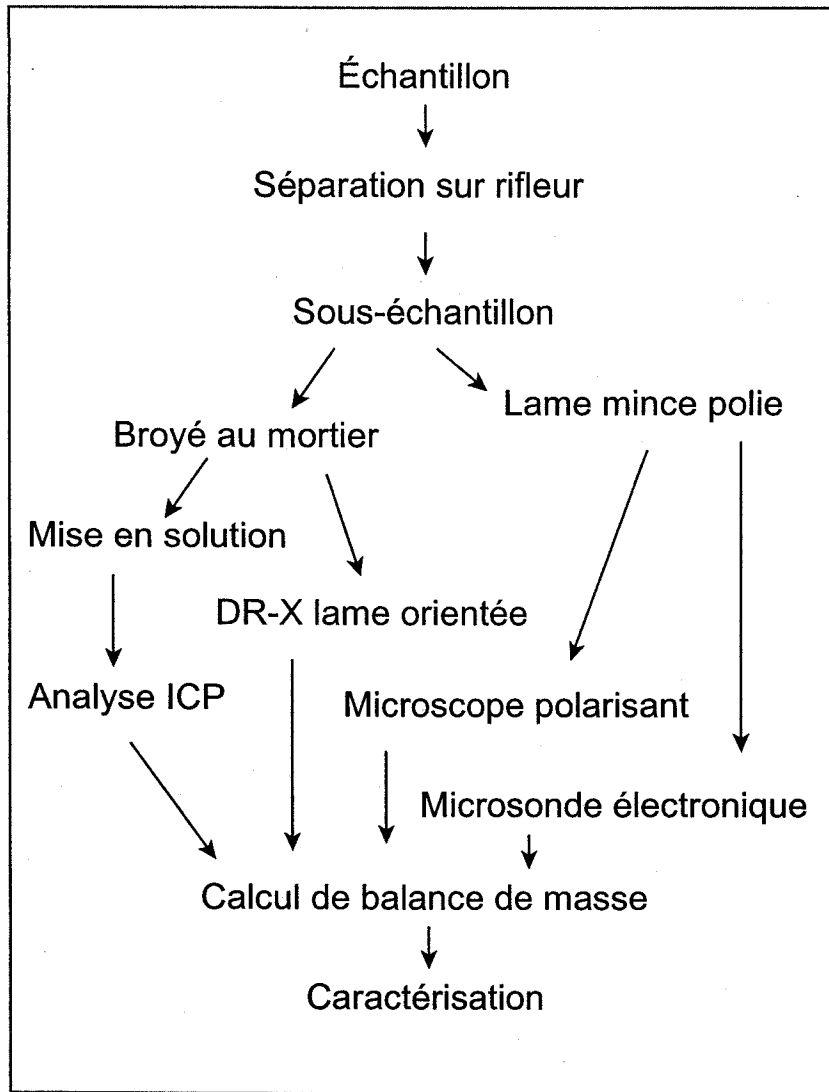 Échantillon
Séparation sur rifleur
Sous-échantillon
Lame mince polie
Broyé au mortier
Mise en solution
DR-X lame orientée
Analyse ICP
Microscope polarisant
Microsonde électronique
Calcul de balance de masse
Caractérisation